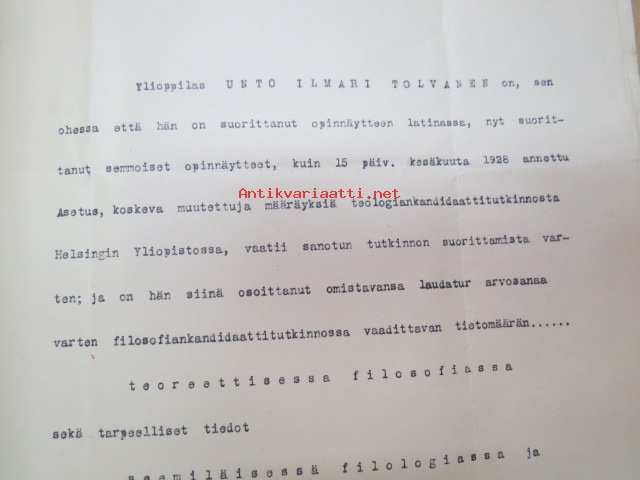 Ylioppilas U N T O I L M A R I T O L V A N E N on, sen
ohessa että hän on suorittanut opinnäytteen latinassa, nyt suorit-
tanut semmoiset opinnäytteet, kuin 15 päiv. kesäkuuta 1928 annettu
Antikvariaatti.net
Asetus, koskeva muutettuja määräyksiä teologiankandidaattitutkinnosta
Helsingin Yliopistossa, vaatii sanotun tutkinnon suorittamista var-
ten; ja on hän siinä osoittanut omistavansa laudatur arvosanaa
varten filosofiankandidaattitutkinnossa vaadittavan tietomäärän......
t e o r e e t t i s e s s a f i l o s o f i a s s a
sekä tarpeelliset tiedot
s e e m i l ä i s e s s ä f i l o l o g i a s s a ja